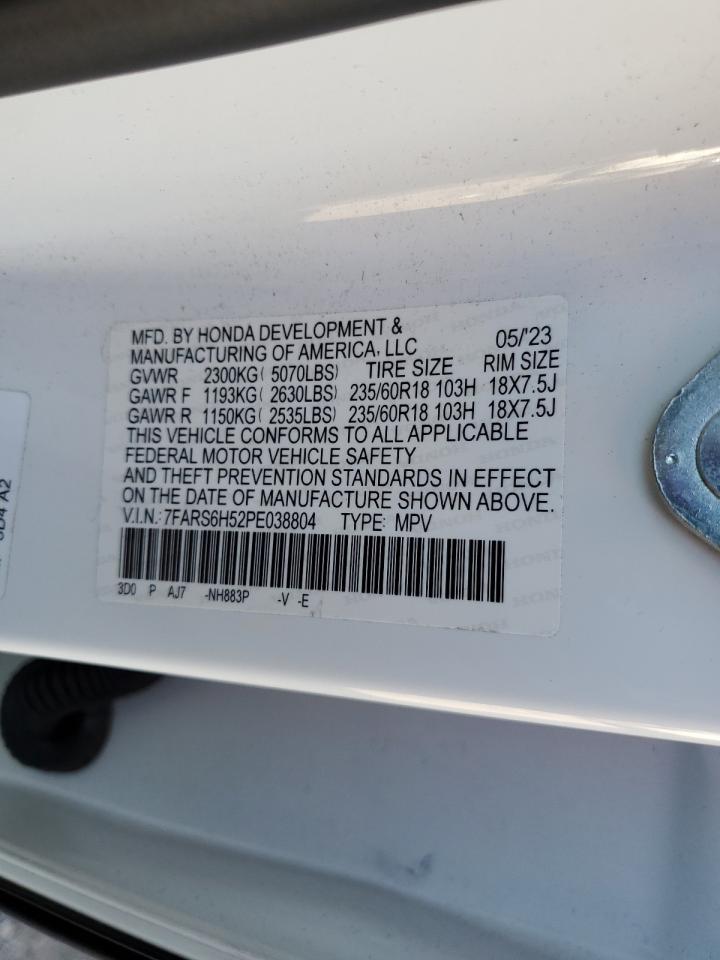 MFD. BY HONDA DEVELOPMENT & 05/'23
MANUFACTURING OF AMERICA, LLC
GVWR 2300KG( 5070LBS) TIRE SIZE RIM SIZE
GAWR F 1193KG( 2630LBS) 235/60R18 103H 18X7.5J
GAWR R 1150KG( 2535LBS) 235/60R18 103H 18X7.5J
THIS VEHICLE CONFORMS TO ALL APPLICABLE
FEDERAL MOTOR VEHICLE SAFETY
AND THEFT PREVENTION STANDARDS IN EFFECT
ON THE DATE OF MANUFACTURE SHOWN ABOVE.
V.I.N.: 7FARS6H52PE038804 TYPE: MPV
3D0 P AJ7 -NH883P -V -E
A2
HONDA